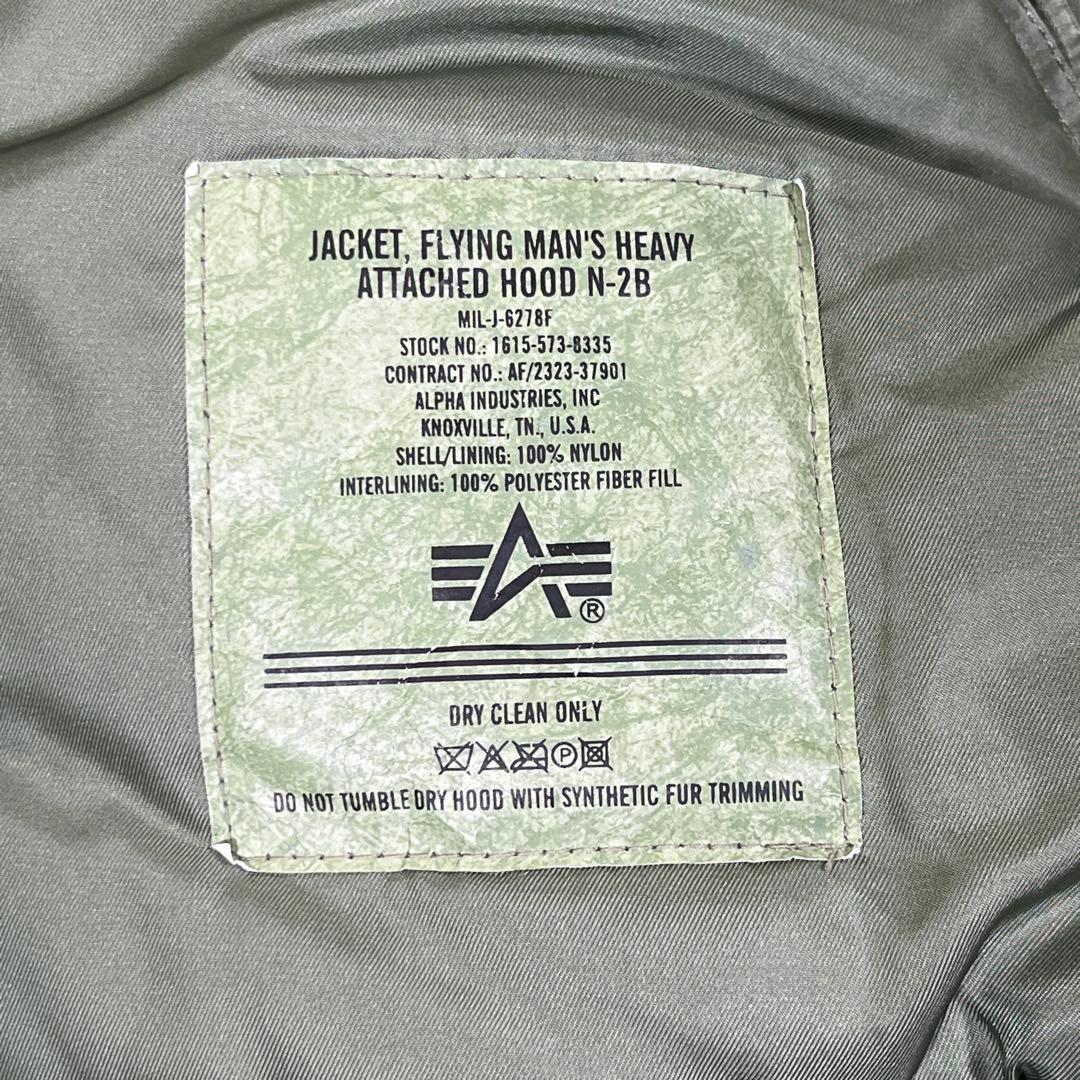 JACKET, FLYING MAN'S HEAVY
ATTACHED HOOD N-2B
MIL-J-6278F
STOCK NO.: 1615-573-8335
CONTRACT NO.: AF/2323-37901
ALPHA INDUSTRIES, INC
KNOXVILLE, TN., U.S.A.
SHELL/LINING: 100% NYLON
INTERLINING: 100% POLYESTER FIBER FILL
®
DRY CLEAN ONLY
P
DO NOT TUMBLE DRY HOOD WITH SYNTHETIC FUR TRIMMING